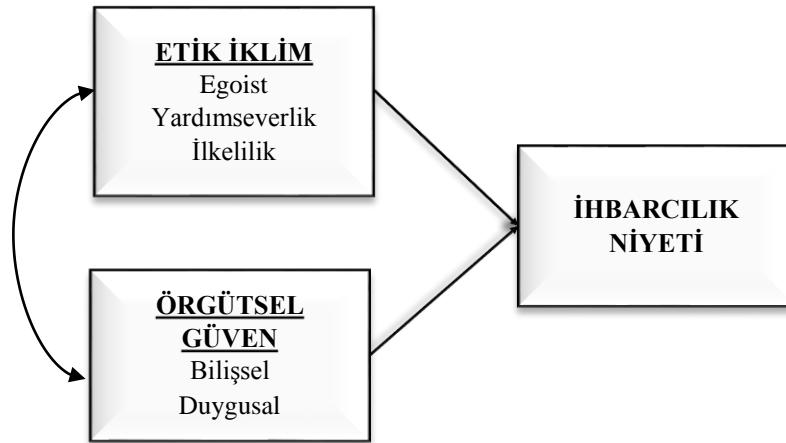 ETİK İKLİM
Egoist
Yardımseverlik
İlkelilik
İHBARCILIK
NİYETİ
ÖRGÜTSEL
GÜVEN
Bilişsel
Duygusal